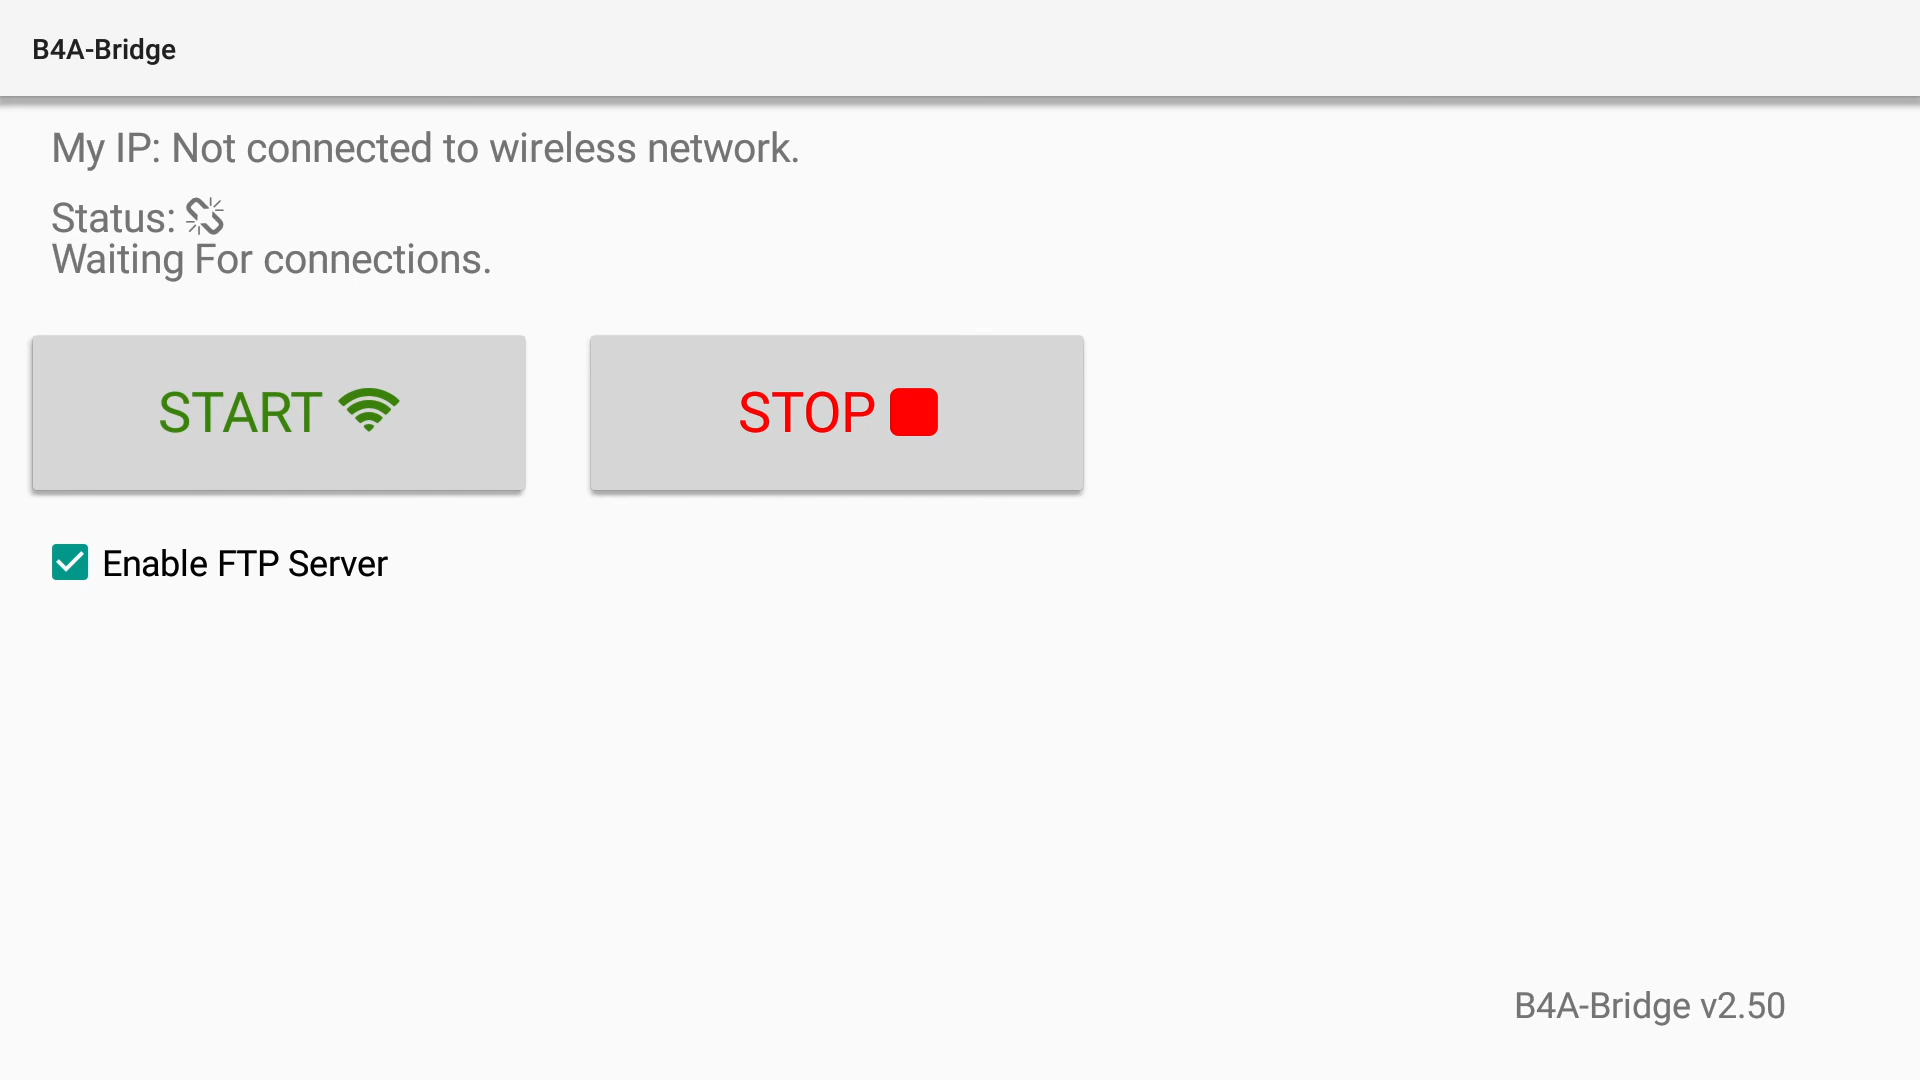 B4A-Bridge
My IP: Not connected to wireless network.
Status:
Waiting For connections.
START
STOP
Enable FTP Server
B4A-Bridge v2.50